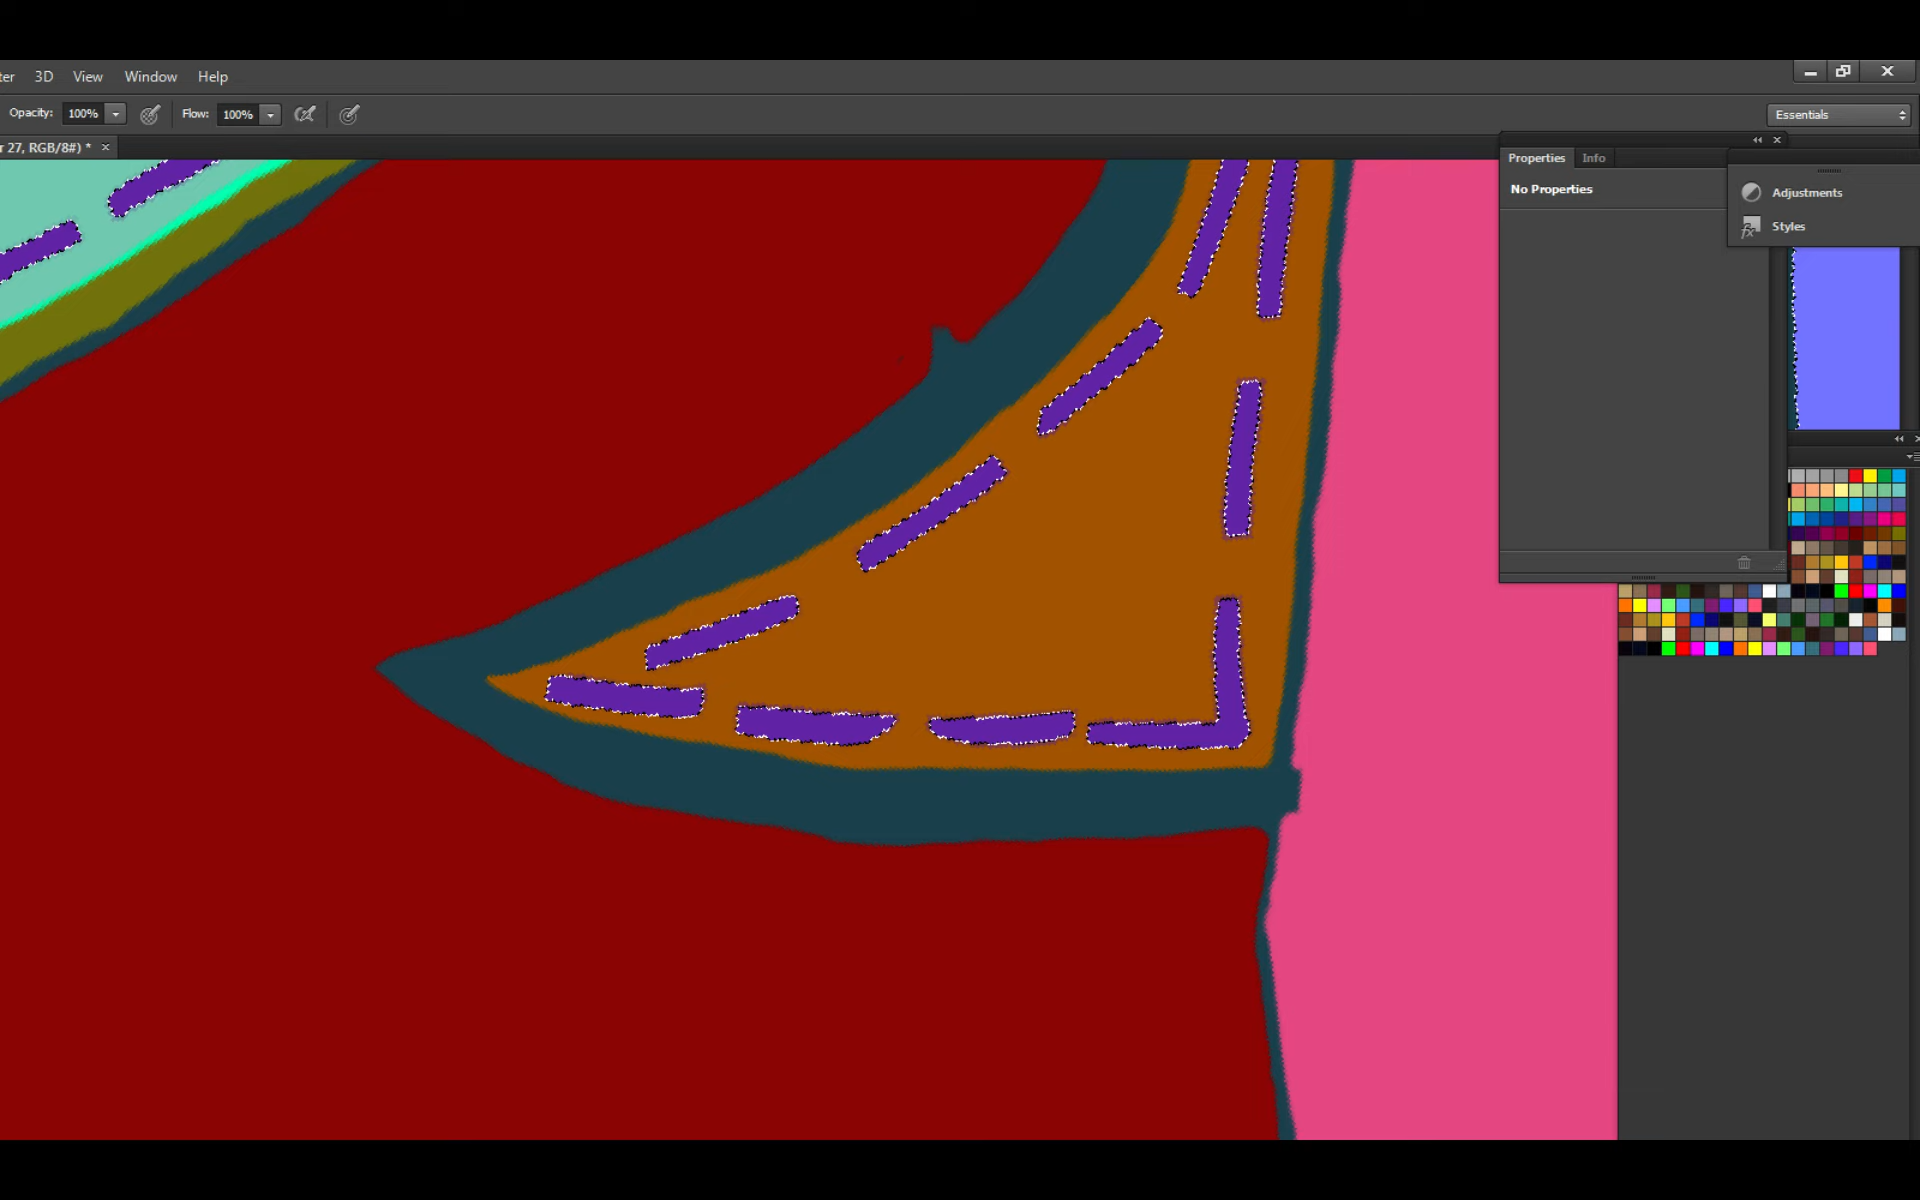 ter 3D View Window Help
Opacity: 100% Flow: 100% Essentials
r 27, RGB/8#) *
Properties Info
No Properties
Adjustments
Styles